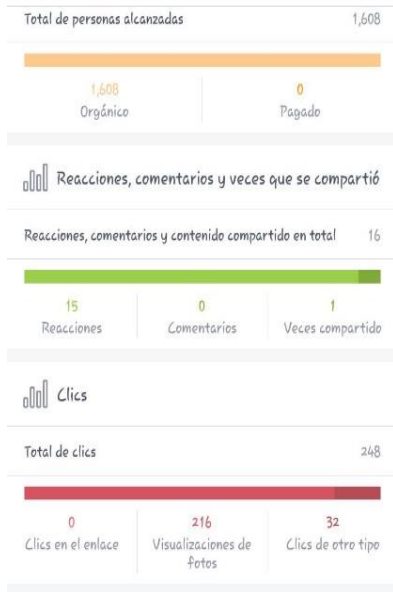 Total de personas alcanzadas 1,608
1,608 0
Orgánico Pagado
Reacciones, comentarios y veces que se compartió
Reacciones, comentarios y contenido compartido en total 16
15 0 1
Reacciones Comentarios Veces compartido
Clics
Total de clics 248
0 216 32
Clics en el enlace Visualizaciones de Clics de otro tipo
fotos